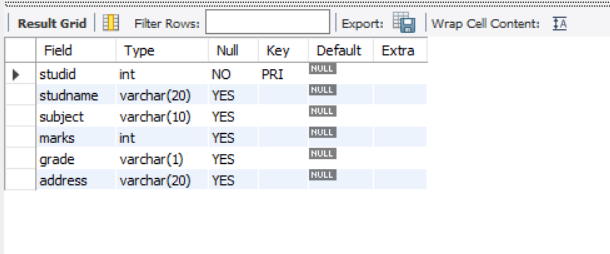 Result Grid Filter Rows: Export: Wrap Cell Content: IA
Field Type Null Key Default Extra
studid int NO PRI NULL
studname varchar(20) YES NULL
subject varchar(10) YES NULL
marks int YES NULL
grade varchar(1) YES NULL
address varchar(20) YES NULL